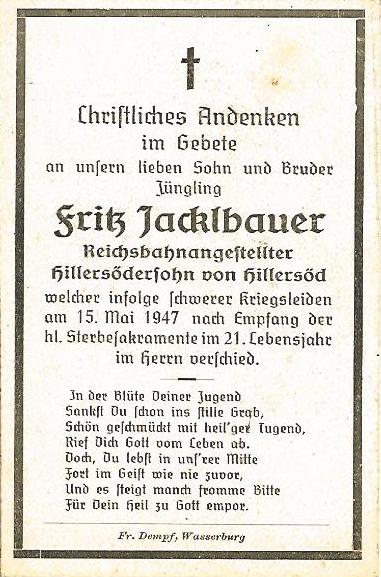 Christliches Andenken
im Gebete
an unsern lieben Sohn und Bruder
Jüngling
Fritz Jacklbauer
Reichsbahnangestellter
Hillersödersohn von Hillersöd
welcher infolge schwerer Kriegsleiden
am 15. Mai 1947 nach Empfang der
hl. Sterbesakramente im 21. Lebensjahr
im Herrn verschied.
In der Blüte Deiner Jugend
Sankst Du schon ins stille Grab,
Schön geschmückt mit heil'ger Tugend,
Rief Dich Gott vom Leben ab.
Doch, Du lebst in uns'rer Mitte
Fort im Geist wie nie zuvor,
Und es steigt manch fromme Bitte
Für Dein Heil zu Gott empor.
Fr. Dempf, Wasserburg